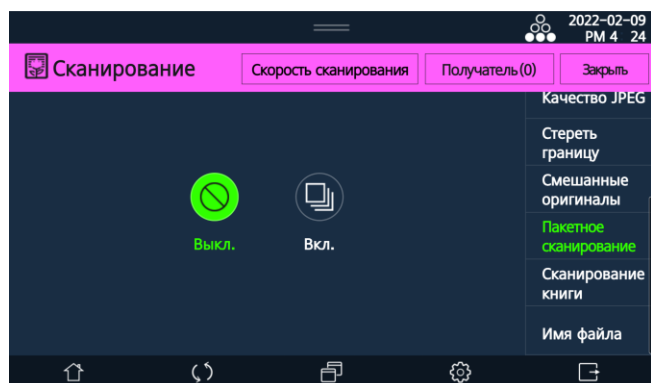 2022-02-09
PM 4 24
Сканирование
Скорость сканирования
Получатель(0)
Закрыть
Качество JPEG
Стереть
границу
Смешанные
оригиналы
Пакетное
сканирование
Сканирование
книги
Имя файла
Выкл.
Вкл.